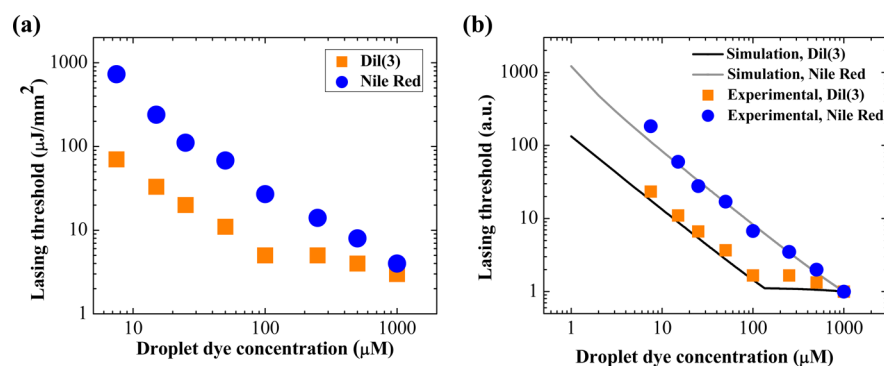 (a)
Lasing threshold (μJ/mm²)
1000
100
10
1
10
100
1000
Droplet dye concentration (μM)
DiI(3)
Nile Red
(b)
Lasing threshold (a.u.)
1000
100
10
1
1
10
100
1000
Droplet dye concentration (μM)
Simulation, DiI(3)
Simulation, Nile Red
Experimental, DiI(3)
Experimental, Nile Red